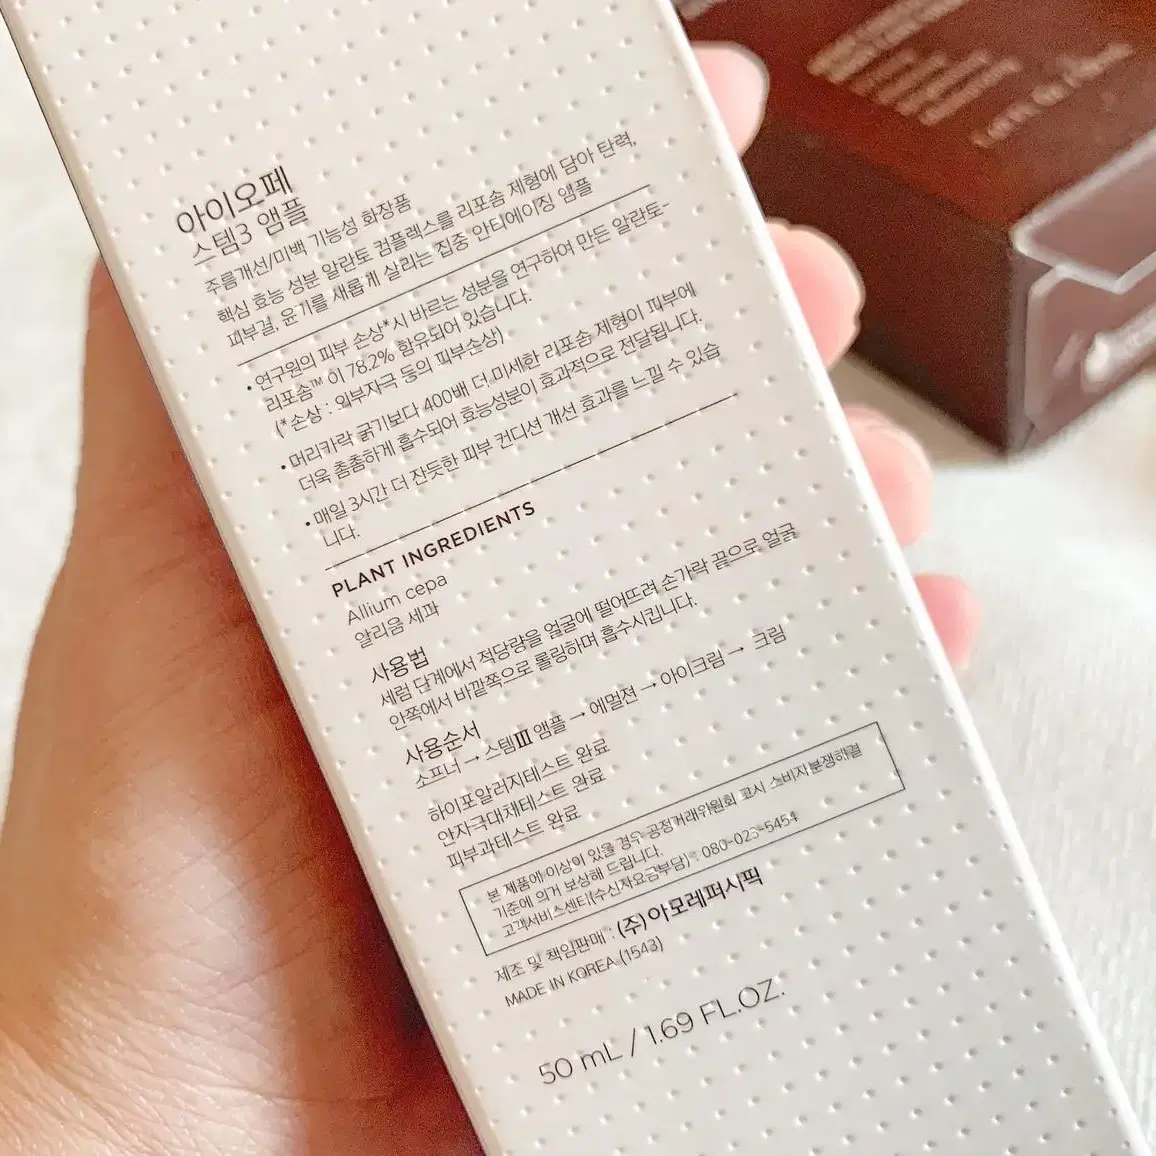 아이오페
스템3 앰플
주름개선/미백 기능성 화장품
핵심 효능 성분 알란토 컴플렉스를 리포솜 제형에 담아 탄력,
피부결, 윤기를 새롭게 살리는 집중 안티에이징 앰플
• 연구원의 피부 손상*시 바르는 성분을 연구하여 만든 알란토-
리포솜™ 이 78.2% 함유되어 있습니다.
(* 손상 : 외부자극 등의 피부손상)
• 머리카락 굵기보다 400배 더 미세한 리포솜 제형이 피부에
더욱 촘촘하게 흡수되어 효능성분이 효과적으로 전달됩니다.
• 매일 3시간 더 잔듯한 피부 컨디션 개선 효과를 느낄 수 있습
니다.
PLANT INGREDIENTS
Allium cepa
알리움 세파
사용법
세럼 단계에서 적당량을 얼굴에 떨어뜨려 손가락 끝으로 얼굴
안쪽에서 바깥쪽으로 롤링하며 흡수시킵니다.
사용순서
소프너 → 스템Ⅲ 앰플 → 에멀젼 → 아이크림 → 크림
하이포알러지테스트 완료
안자극대체테스트 완료
피부과테스트 완료
본 제품에 이상이 있을 경우 공정거래위원회 고시 소비자분쟁해결
기준에 의거 보상해 드립니다.
고객서비스센터(수신자요금부담) : 080-023-5454
제조 및 책임판매 : (주)아모레퍼시픽
MADE IN KOREA (1543)
50 mL / 1.69 FL.OZ.